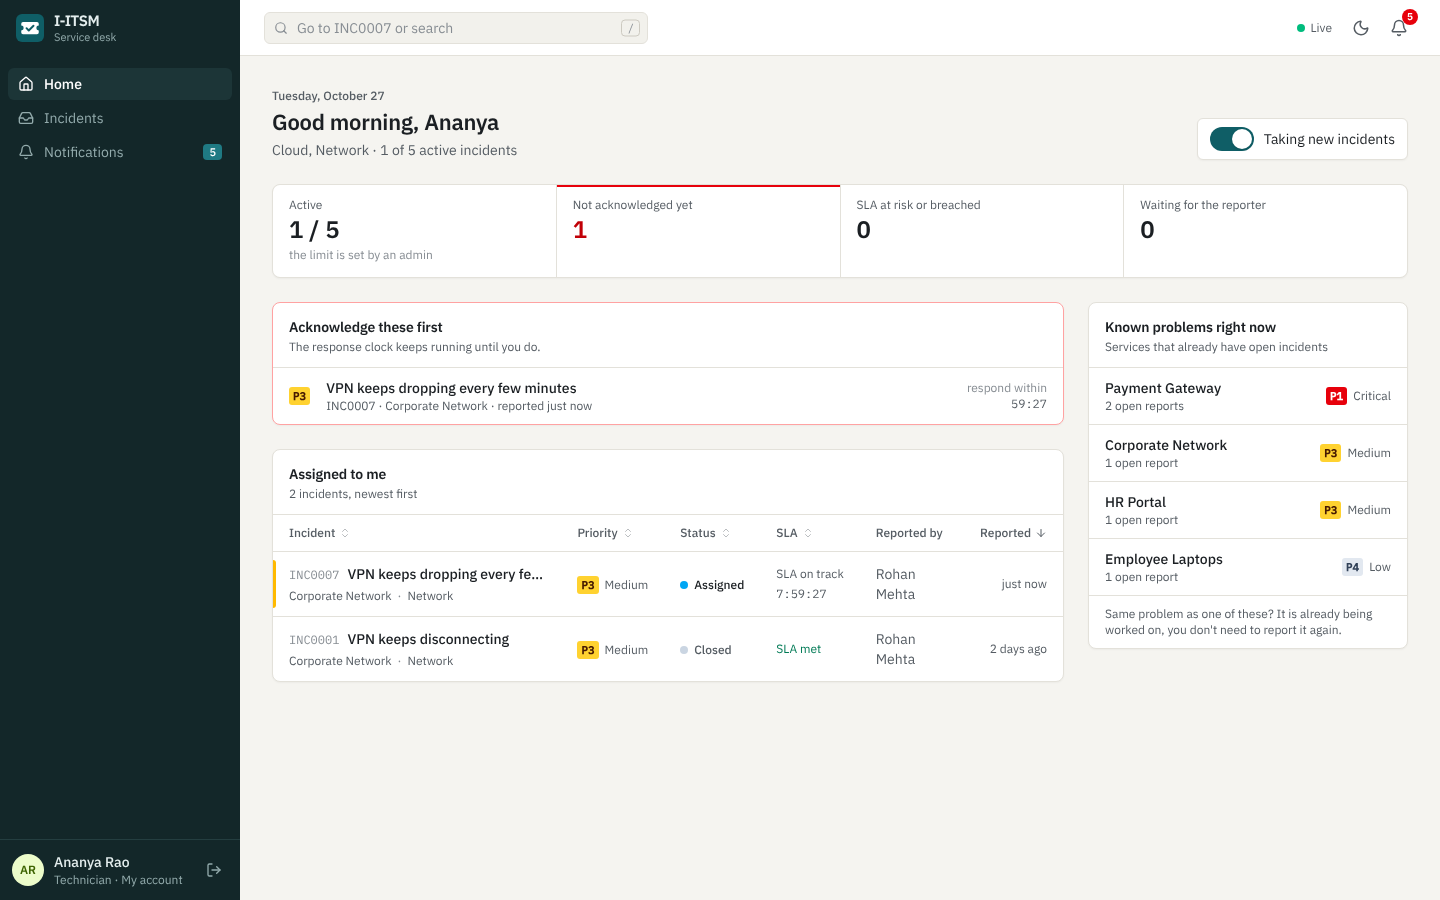 I-ITSM
Service desk
Home
Incidents
Notifications 5
Ananya Rao
AR
Technician · My account
Go to INC0007 or search /
Live
5
Tuesday, October 27
Good morning, Ananya
Cloud, Network · 1 of 5 active incidents
Taking new incidents
Active
1 / 5
the limit is set by an admin
Not acknowledged yet
1
SLA at risk or breached
0
Waiting for the reporter
0
Acknowledge these first
The response clock keeps running until you do.
P3
VPN keeps dropping every few minutes
INC0007 · Corporate Network · reported just now
respond within
59:27
Assigned to me
2 incidents, newest first
Incident Priority Status SLA Reported by Reported
INC0007 VPN keeps dropping every fe...
Corporate Network · Network
P3 Medium
Assigned
SLA on track
7:59:27
Rohan
Mehta
just now
INC0001 VPN keeps disconnecting
Corporate Network · Network
P3 Medium
Closed
SLA met
Rohan
Mehta
2 days ago
Known problems right now
Services that already have open incidents
Payment Gateway
2 open reports
P1 Critical
Corporate Network
1 open report
P3 Medium
HR Portal
1 open report
P3 Medium
Employee Laptops
1 open report
P4 Low
Same problem as one of these? It is already being
worked on, you don't need to report it again.